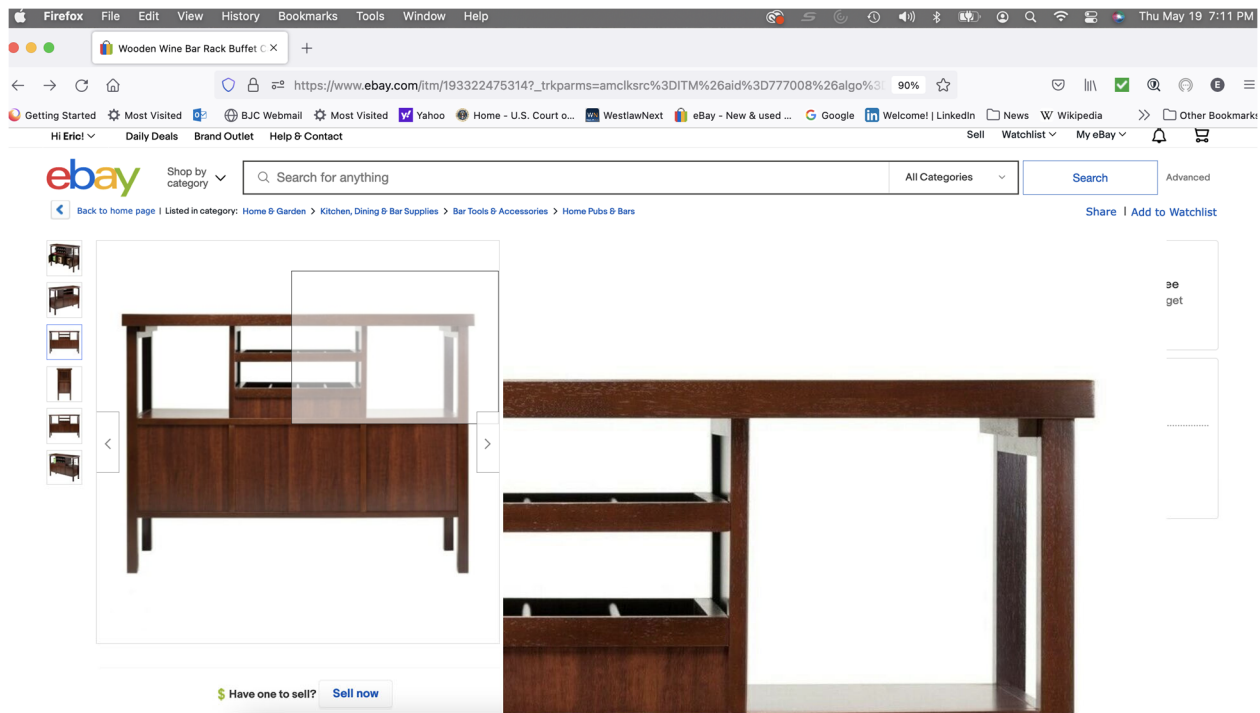 Firefox File Edit View History Bookmarks Tools Window Help Thu May 19 7:11 PM
Wooden Wine Bar Rack Buffet C
https://www.ebay.com/itm/193322475314?_trkparms=amclksrc%3DITM%26aid%3D777008%26algo%3 90%
Getting Started Most Visited BJC Webmail Most Visited Yahoo Home - U.S. Court o... WN WestlawNext eBay - New & used ... Google Welcome! | LinkedIn News Wikipedia Other Bookmarks
Hi Eric! Daily Deals Brand Outlet Help & Contact Sell Watchlist My eBay
ebay Shop by category Search for anything All Categories Search Advanced
Back to home page | Listed in category: Home & Garden > Kitchen, Dining & Bar Supplies > Bar Tools & Accessories > Home Pubs & Bars Share | Add to Watchlist
get
$ Have one to sell? Sell now